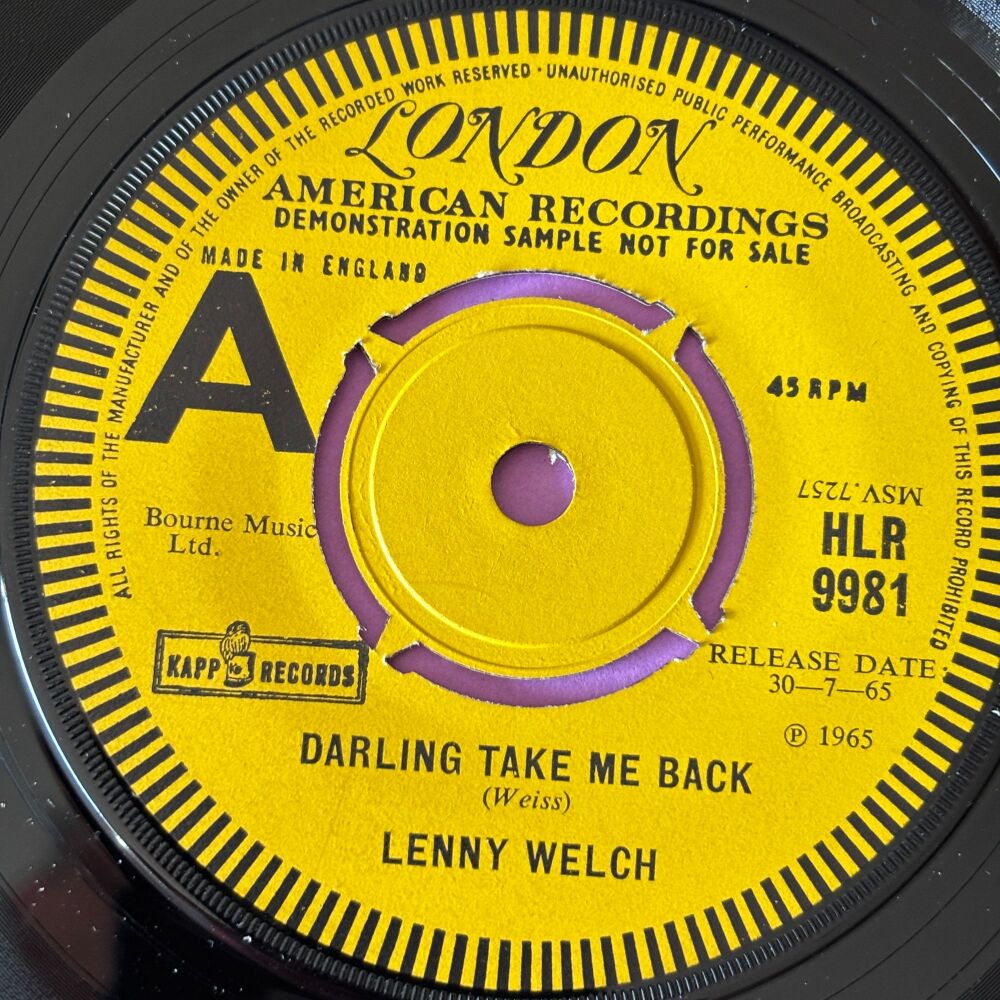 ALL RIGHTS OF THE MANUFACTURER AND OF THE OWNER OF THE RECORDED WORK RESERVED · UNAUTHORISED PUBLIC PERFORMANCE BROADCASTING AND COPYING OF THIS RECORD PROHIBITED ·
LONDON
AMERICAN RECORDINGS
DEMONSTRATION SAMPLE NOT FOR SALE
MADE IN ENGLAND
A
45 RPM
MSV.7257
HLR
9981
Bourne Music
Ltd.
KAPP RECORDS
RELEASE DATE
30—7—65
℗ 1965
DARLING TAKE ME BACK
(Weiss)
LENNY WELCH